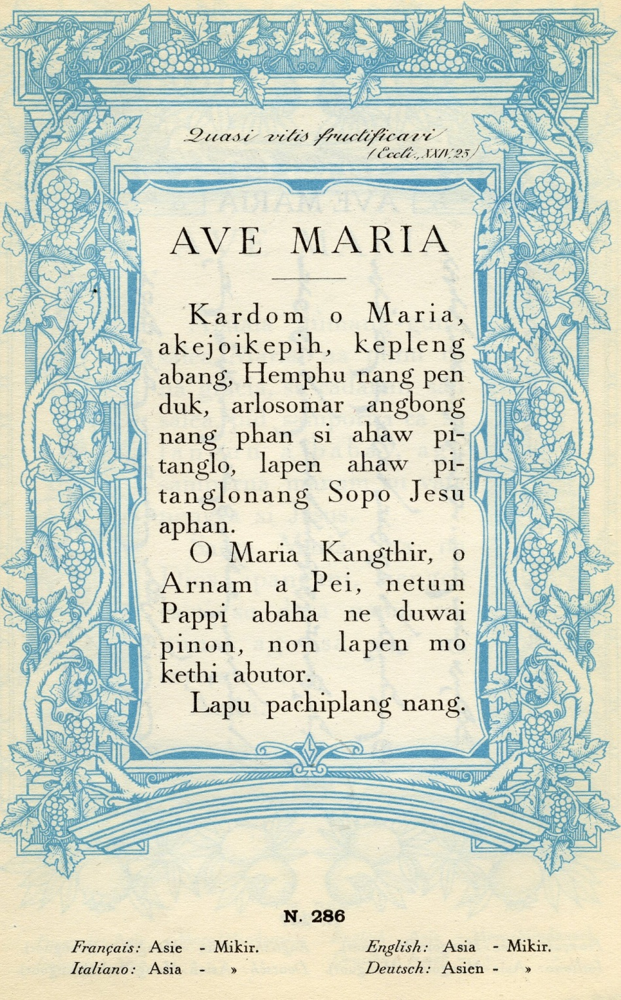 Quasi vitis fructificavi
(Eccli., XXIV, 23)
AVE MARIA
Kardom o Maria,
akejoikepih, kepleng
abang, Hemphu nang pen
duk, arlosomar angbong
nang phan si ahaw pi-
tanglo, lapen ahaw pi-
tanglonang Sopo Jesu
aphan.
O Maria Kangthir, o
Arnam a Pei, netum
Pappi abaha ne duwai
pinon, non lapen mo
kethi abutor.
Lapu pachiplang nang.
N. 286
Français: Asie - Mikir.
Italiano: Asia - »
English: Asia - Mikir.
Deutsch: Asien - »